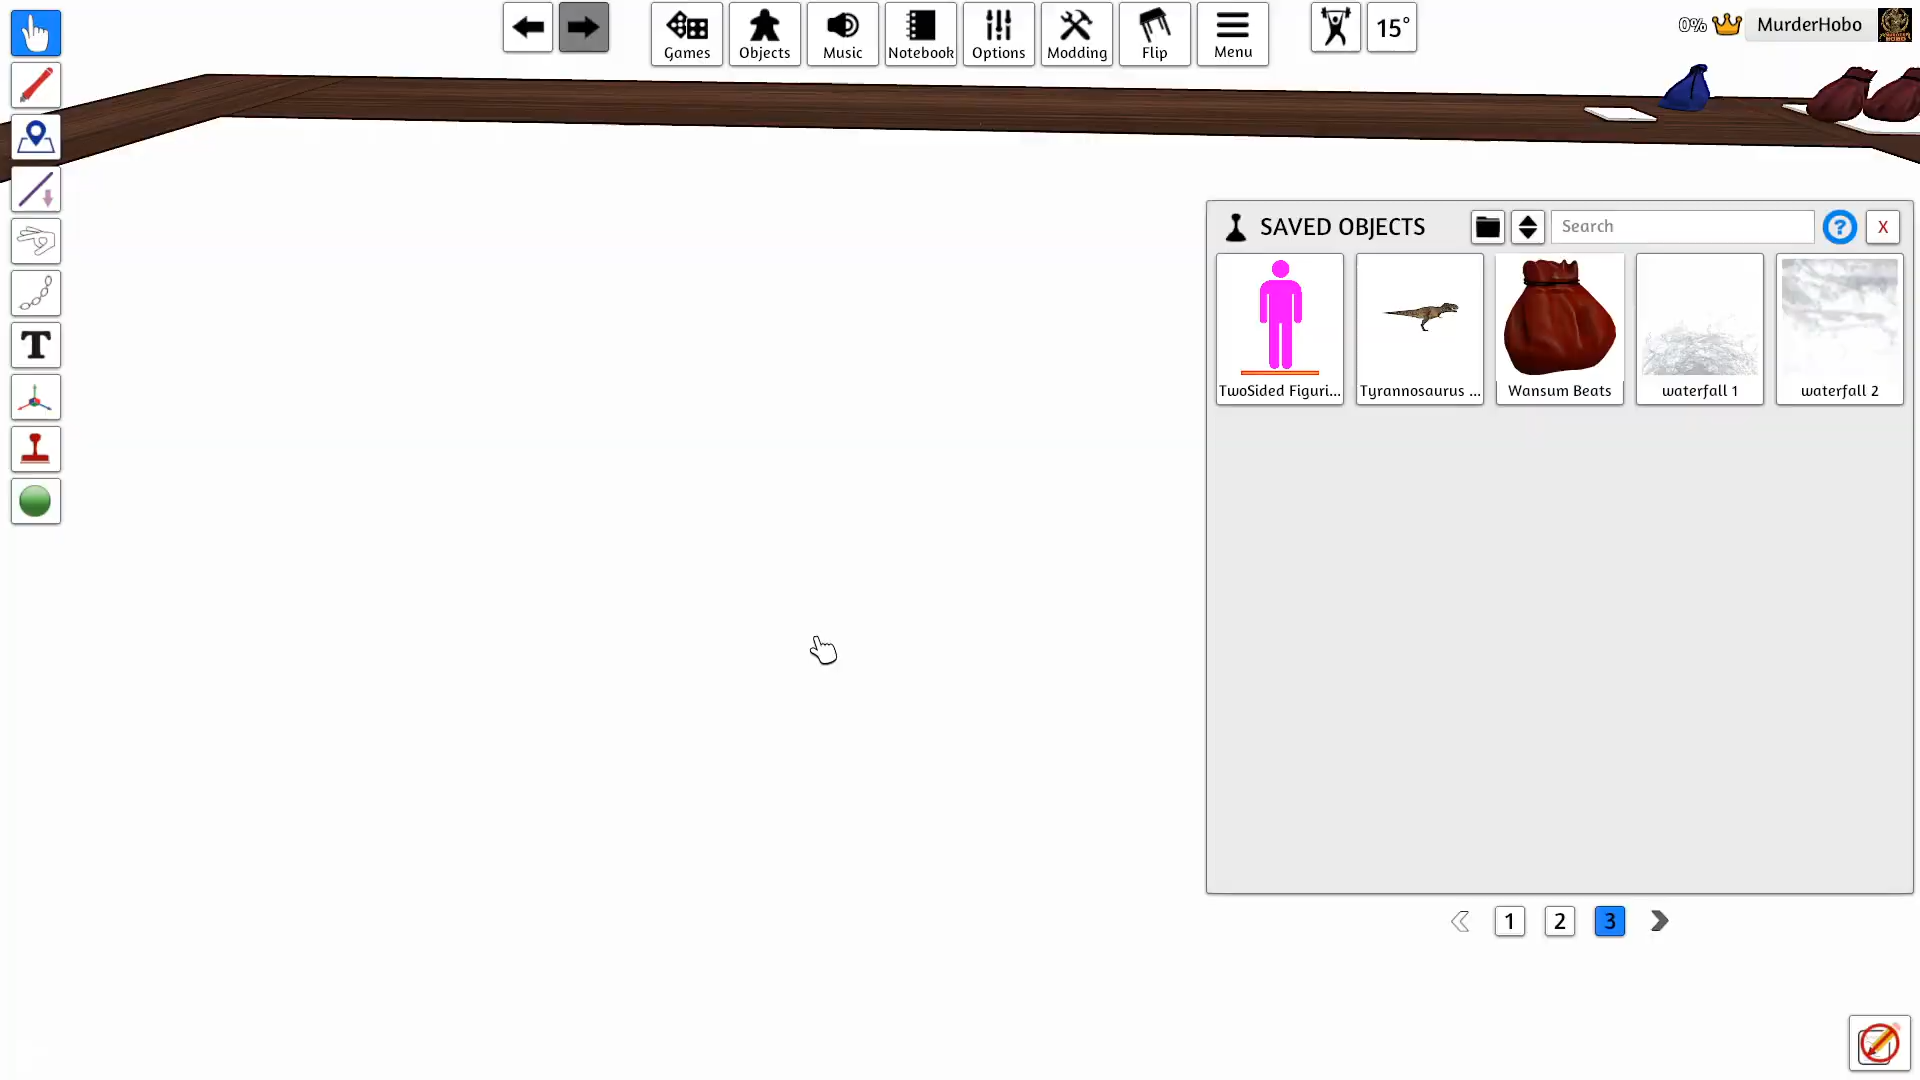 Games
Objects
Music
Notebook
Options
Modding
Flip
Menu
15°
0%
MurderHobo
SAVED OBJECTS
Search
?
X
TwoSided Figuri...
Tyrannosaurus ...
Wansum Beats
waterfall 1
waterfall 2
1
2
3
T